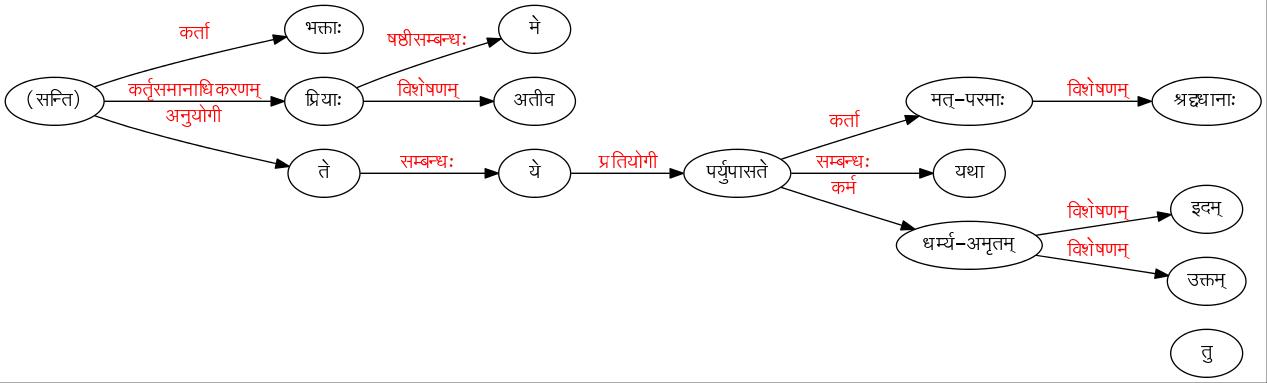 भक्ताः
मे
कर्ता
षष्ठीसम्बन्धः
(सन्ति)
कर्तृसमानाधिकरणम्
प्रियाः
विशेषणम्
अतीव
मत्-परमाः
विशेषणम्
श्रद्दधानाः
अनुयोगी
कर्ता
ते
सम्बन्धः
ये
प्रतियोगी
पर्युपासते
सम्बन्धः
यथा
कर्म
विशेषणम्
इदम्
धर्म्य-अमृतम्
विशेषणम्
उक्तम्
तु